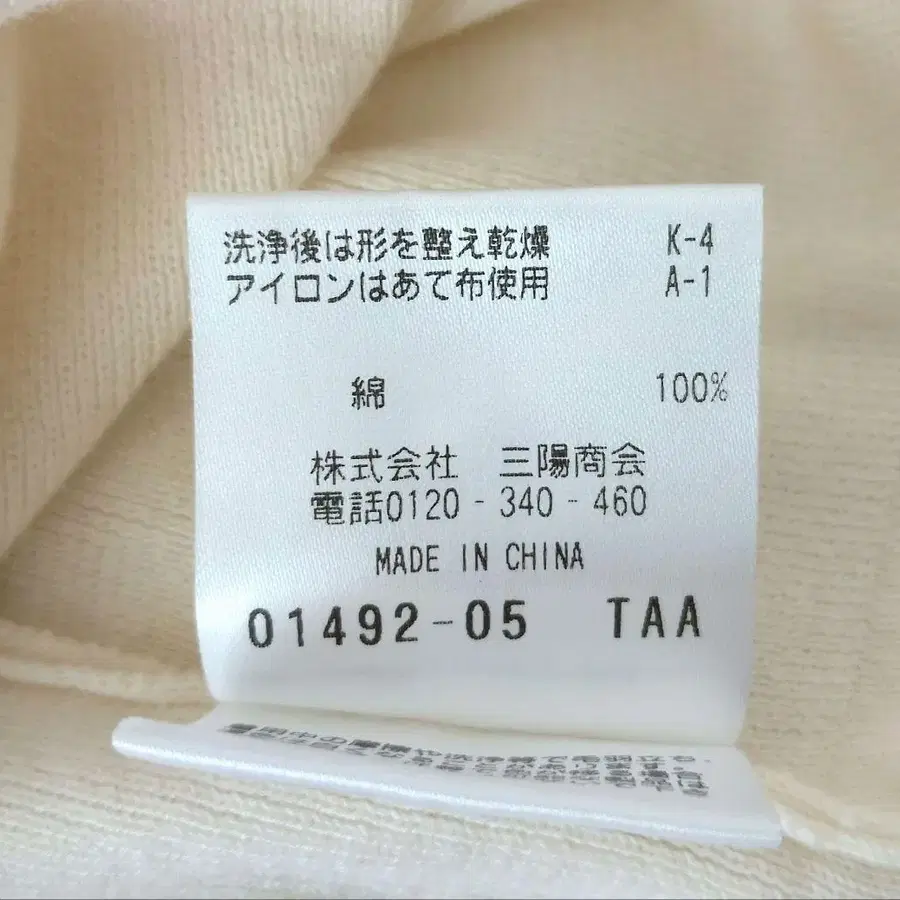 洗浄後は形を整え乾燥 K-4
アイロンはあて布使用 A-1
綿 100%
株式会社 三陽商会
電話0120-340-460
MADE IN CHINA
01492-05 TAA